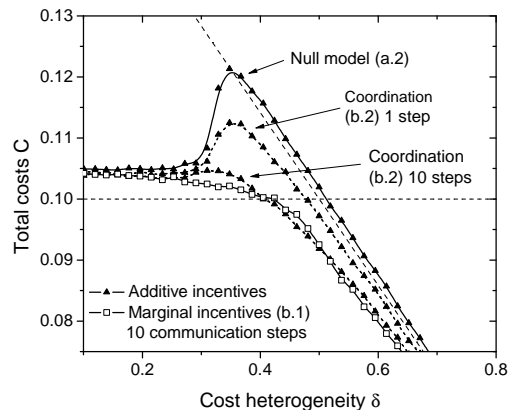 0.13
0.12
0.11
0.10
0.09
0.08
Total costs C
Null model (a.2)
Coordination
(b.2) 1 step
Coordination
(b.2) 10 steps
Additive incentives
Marginal incentives (b.1)
10 communication steps
0.2 0.4 0.6 0.8
Cost heterogeneity δ